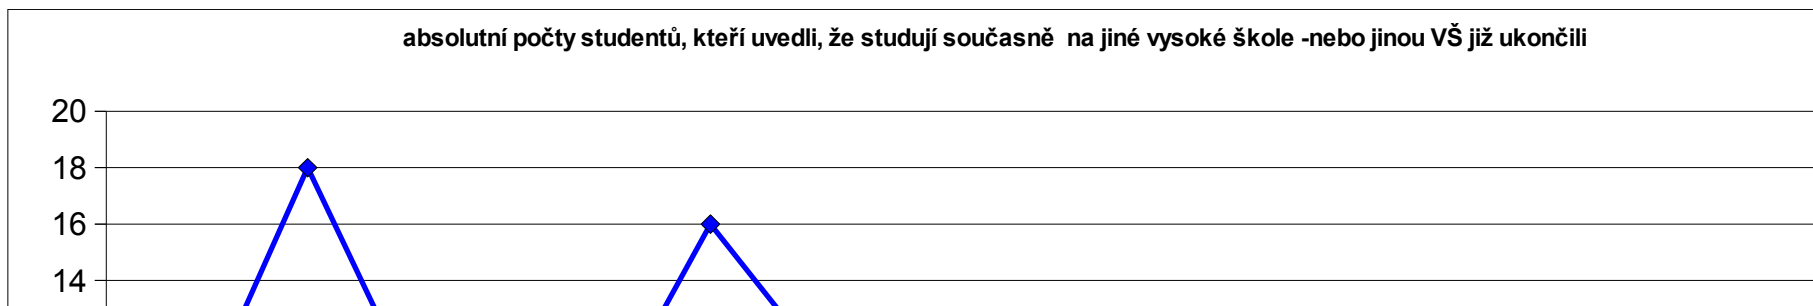 absolutní počty studentů, kteří uvedli, že studují současně  na jiné vysoké škole -nebo jinou VŠ již ukončili
20
18
16
14